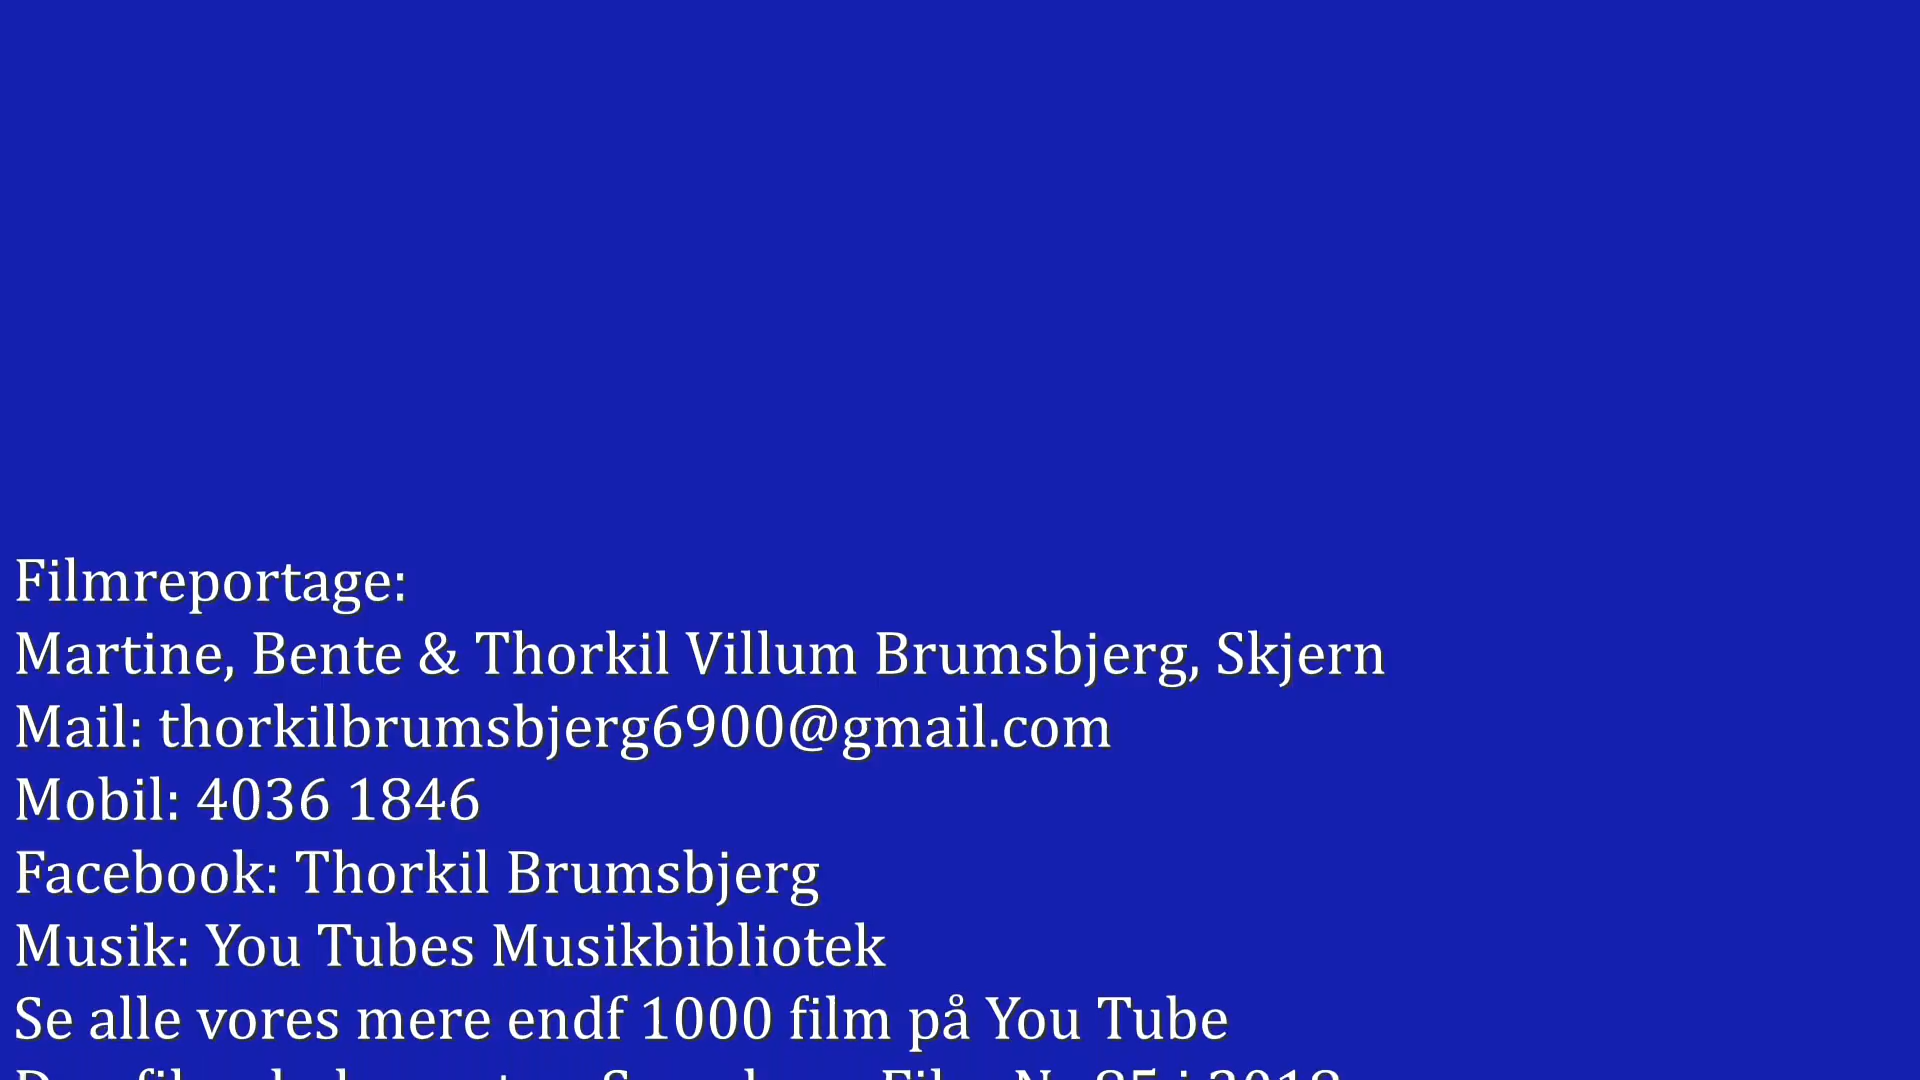 Filmreportage:
Martine, Bente & Thorkil Villum Brumsbjerg, Skjern
Mail: thorkilbrumsbjerg6900@gmail.com
Mobil: 4036 1846
Facebook: Thorkil Brumsbjerg
Musik: You Tubes Musikbibliotek
Se alle vores mere endf 1000 film på You Tube